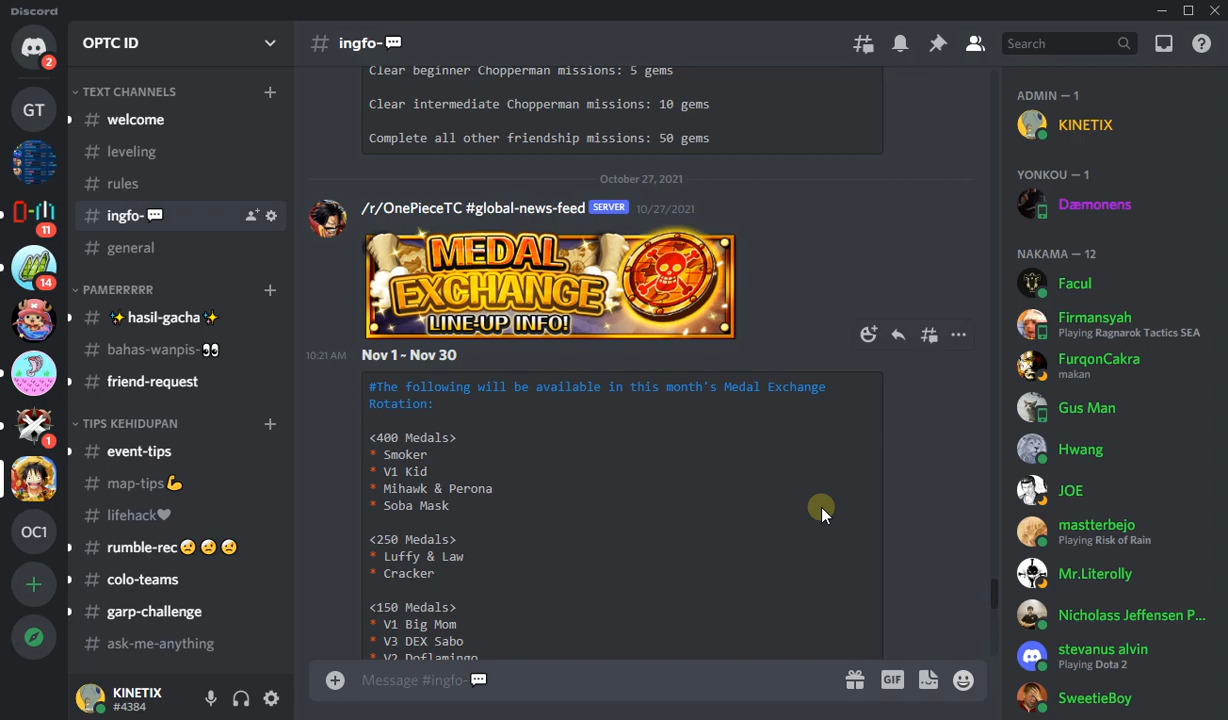 Discord
2
GT
11
14
1
OC1
OPTC ID
TEXT CHANNELS
# welcome
# leveling
# rules
# ingfo-💬
# general
PAMERRRRR
# ✨hasil-gacha✨
# bahas-wanpis-👀
# friend-request
TIPS KEHIDUPAN
# event-tips
# map-tips💪
# lifehack🖤
# rumble-rec😥😥😥
# colo-teams
# garp-challenge
# ask-me-anything
KINETIX
#4384
# ingfo-💬
Search
Clear beginner Chopperman missions: 5 gems
Clear intermediate Chopperman missions: 10 gems
Complete all other friendship missions: 50 gems
October 27, 2021
/r/OnePieceTC #global-news-feed SERVER 10/27/2021
MEDAL
EXCHANGE
LINE-UP INFO!
10:21 AM Nov 1 ~ Nov 30
#The following will be available in this month's Medal Exchange
Rotation:
<400 Medals>
* Smoker
* V1 Kid
* Mihawk & Perona
* Soba Mask
<250 Medals>
* Luffy & Law
* Cracker
<150 Medals>
* V1 Big Mom
* V3 DEX Sabo
* V2 Doflamingo
Message #ingfo-💬
GIF
ADMIN — 1
KINETIX
YONKOU — 1
Dæmonens
NAKAMA — 12
Facul
Firmansyah
Playing Ragnarok Tactics SEA
FurqonCakra
makan
Gus Man
Hwang
JOE
mastterbejo
Playing Risk of Rain
Mr.Literolly
Nicholass Jeffensen P...
stevanus alvin
Playing Dota 2
SweetieBoy